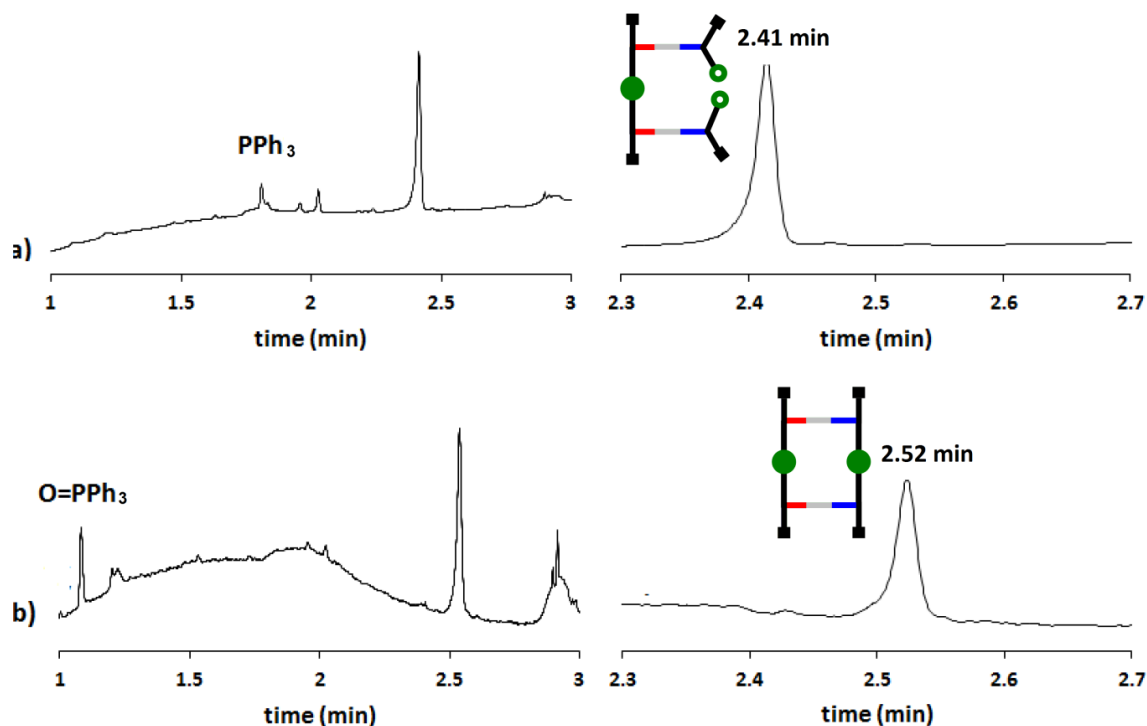 2.41 min
PPh3
a)
1 1.5 2 2.5 3
2.3 2.4 2.5 2.6 2.7
time (min)
time (min)
2.52 min
O=PPh3
b)
1 1.5 2 2.5 3
2.3 2.4 2.5 2.6 2.7
time (min)
time (min)